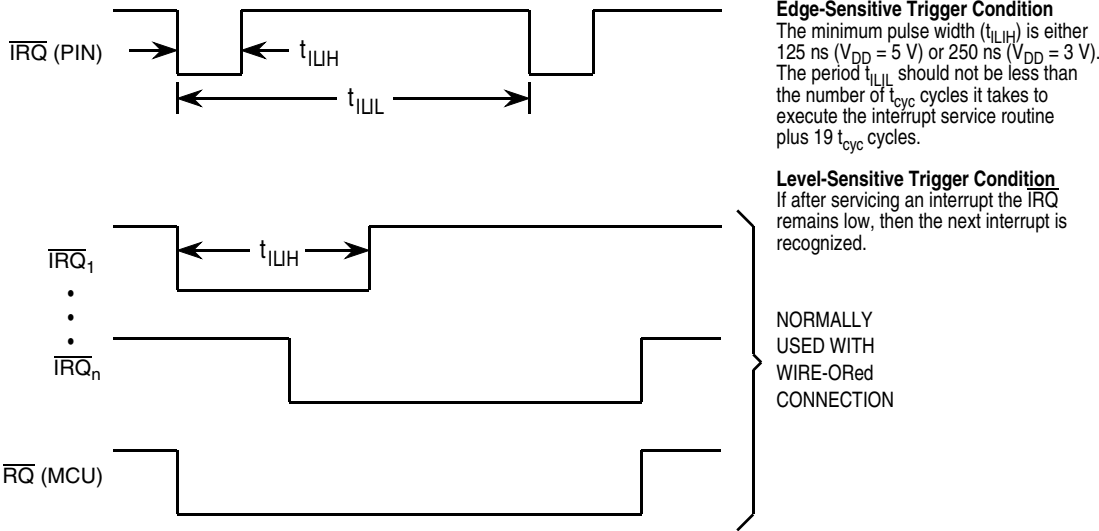 IRQ (PIN)
tILIH
tILIL
Edge-Sensitive Trigger Condition
The minimum pulse width (tILIH) is either
125 ns (VDD = 5 V) or 250 ns (VDD = 3 V).
The period tILIL should not be less than
the number of tcyc cycles it takes to
execute the interrupt service routine
plus 19 tcyc cycles.
Level-Sensitive Trigger Condition
If after servicing an interrupt the IRQ
remains low, then the next interrupt is
recognized.
IRQ1
tILIH
IRQn
RQ (MCU)
NORMALLY
USED WITH
WIRE-ORed
CONNECTION